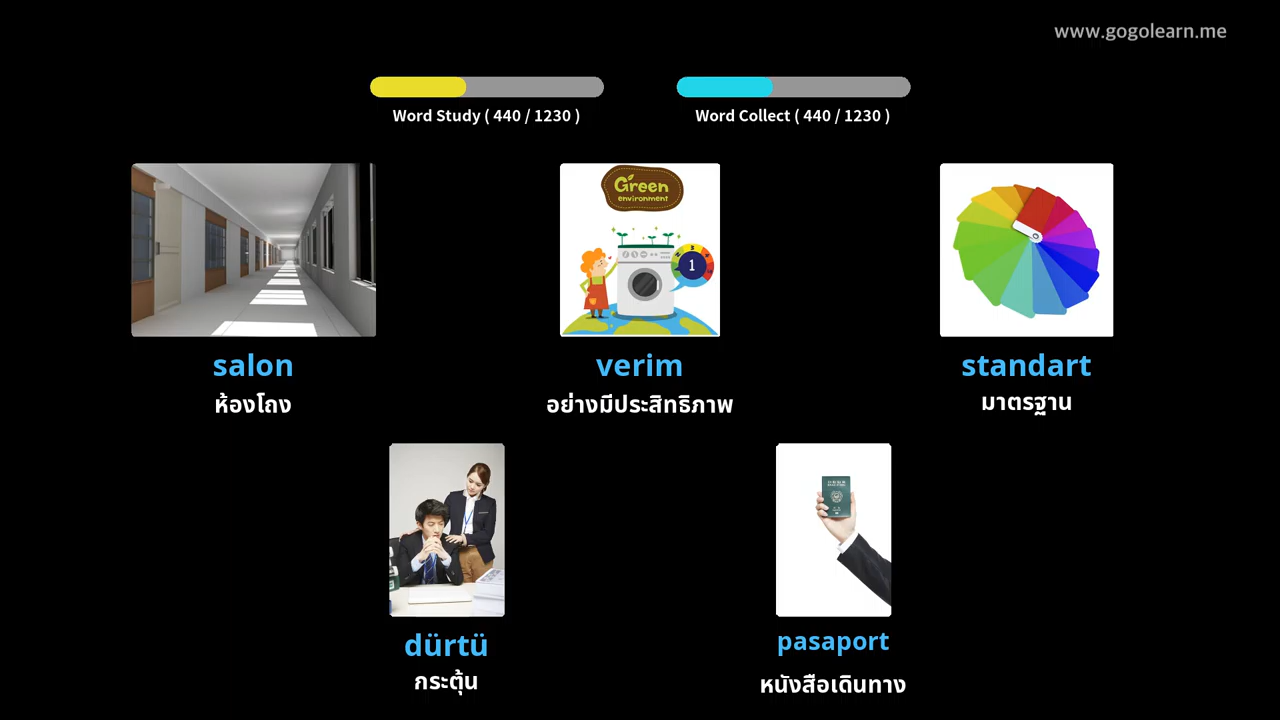 www.gogolearn.me
Word Study ( 440 / 1230 )
Word Collect ( 440 / 1230 )
Green
environment
1
salon
ห้องโถง
verim
อย่างมีประสิทธิภาพ
standart
มาตรฐาน
dürtü
กระตุ้น
pasaport
หนังสือเดินทาง